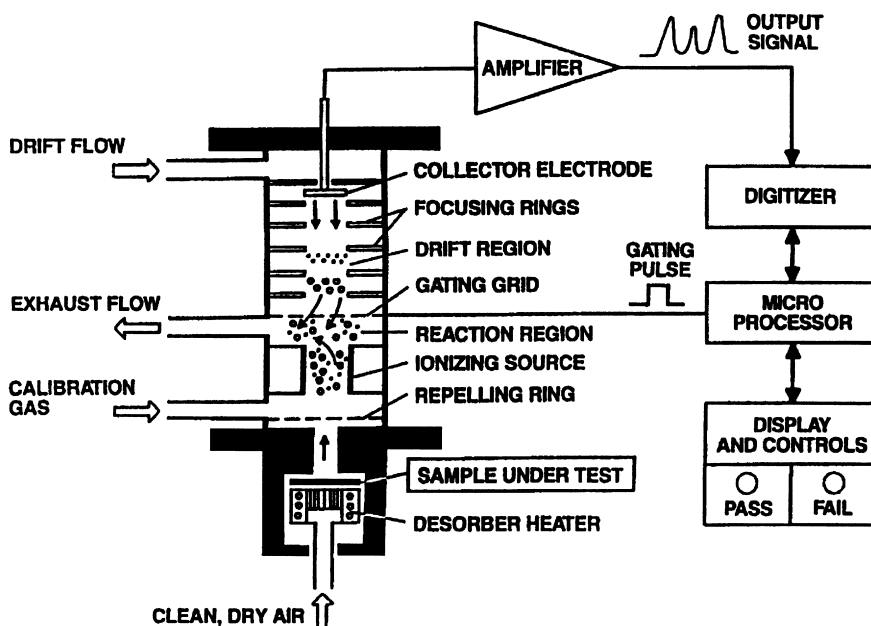 OUTPUT
SIGNAL
AMPLIFIER
DRIFT FLOW
COLLECTOR ELECTRODE
FOCUSING RINGS
DRIFT REGION
GATING GRID
EXHAUST FLOW
REACTION REGION
IONIZING SOURCE
CALIBRATION
GAS
REPELLING RING
SAMPLE UNDER TEST
DESORBER HEATER
CLEAN, DRY AIR
DIGITIZER
GATING
PULSE
MICRO
PROCESSOR
DISPLAY
AND CONTROLS
PASS
FAIL